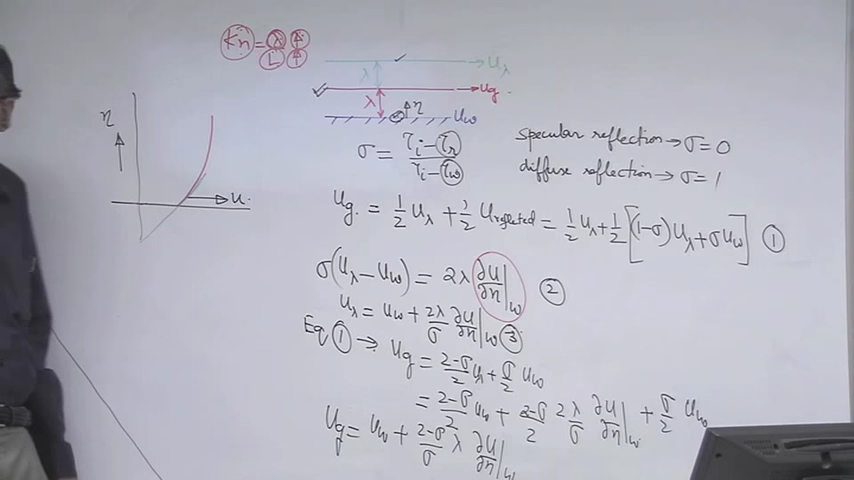 Kn = λ ↑ / L ↑
→ U_λ
λ
→ u_g.
λ
↑ η
U_w
η
u.
σ = (τ_i − τ_r) / (τ_i − τ_w)
specular reflection → σ = 0
diffuse reflection → σ = 1
U_g. = 1/2 U_λ + 1/2 U_reflected = 1/2 U_λ + 1/2 [(1−σ) U_λ + σ U_w] ①
σ(U_λ − U_w) = 2λ ∂U/∂η |_w ②
U_λ = U_w + 2λ/σ ∂U/∂η |_w ③
Eq ① → U_g = (2−σ)/2 U_λ + σ/2 U_w
= (2−σ)/2 U_w + (2−σ)/2 2λ/σ ∂U/∂η |_w + σ/2 U_w
U_g = U_w + (2−σ)/σ λ ∂U/∂η |_w